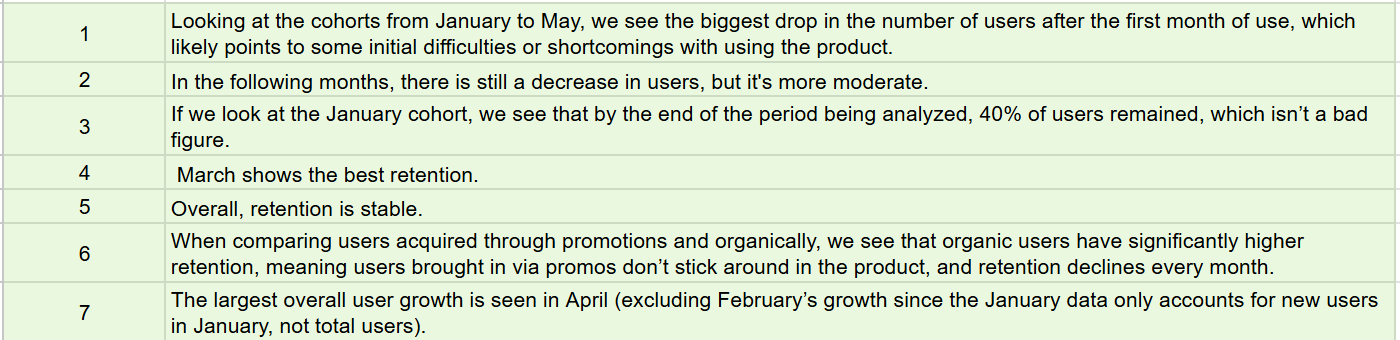 1
Looking at the cohorts from January to May, we see the biggest drop in the number of users after the first month of use, which
likely points to some initial difficulties or shortcomings with using the product.
2
In the following months, there is still a decrease in users, but it's more moderate.
3
If we look at the January cohort, we see that by the end of the period being analyzed, 40% of users remained, which isn’t a bad
figure.
4
March shows the best retention.
5
Overall, retention is stable.
6
When comparing users acquired through promotions and organically, we see that organic users have significantly higher
retention, meaning users brought in via promos don’t stick around in the product, and retention declines every month.
7
The largest overall user growth is seen in April (excluding February’s growth since the January data only accounts for new users
in January, not total users).